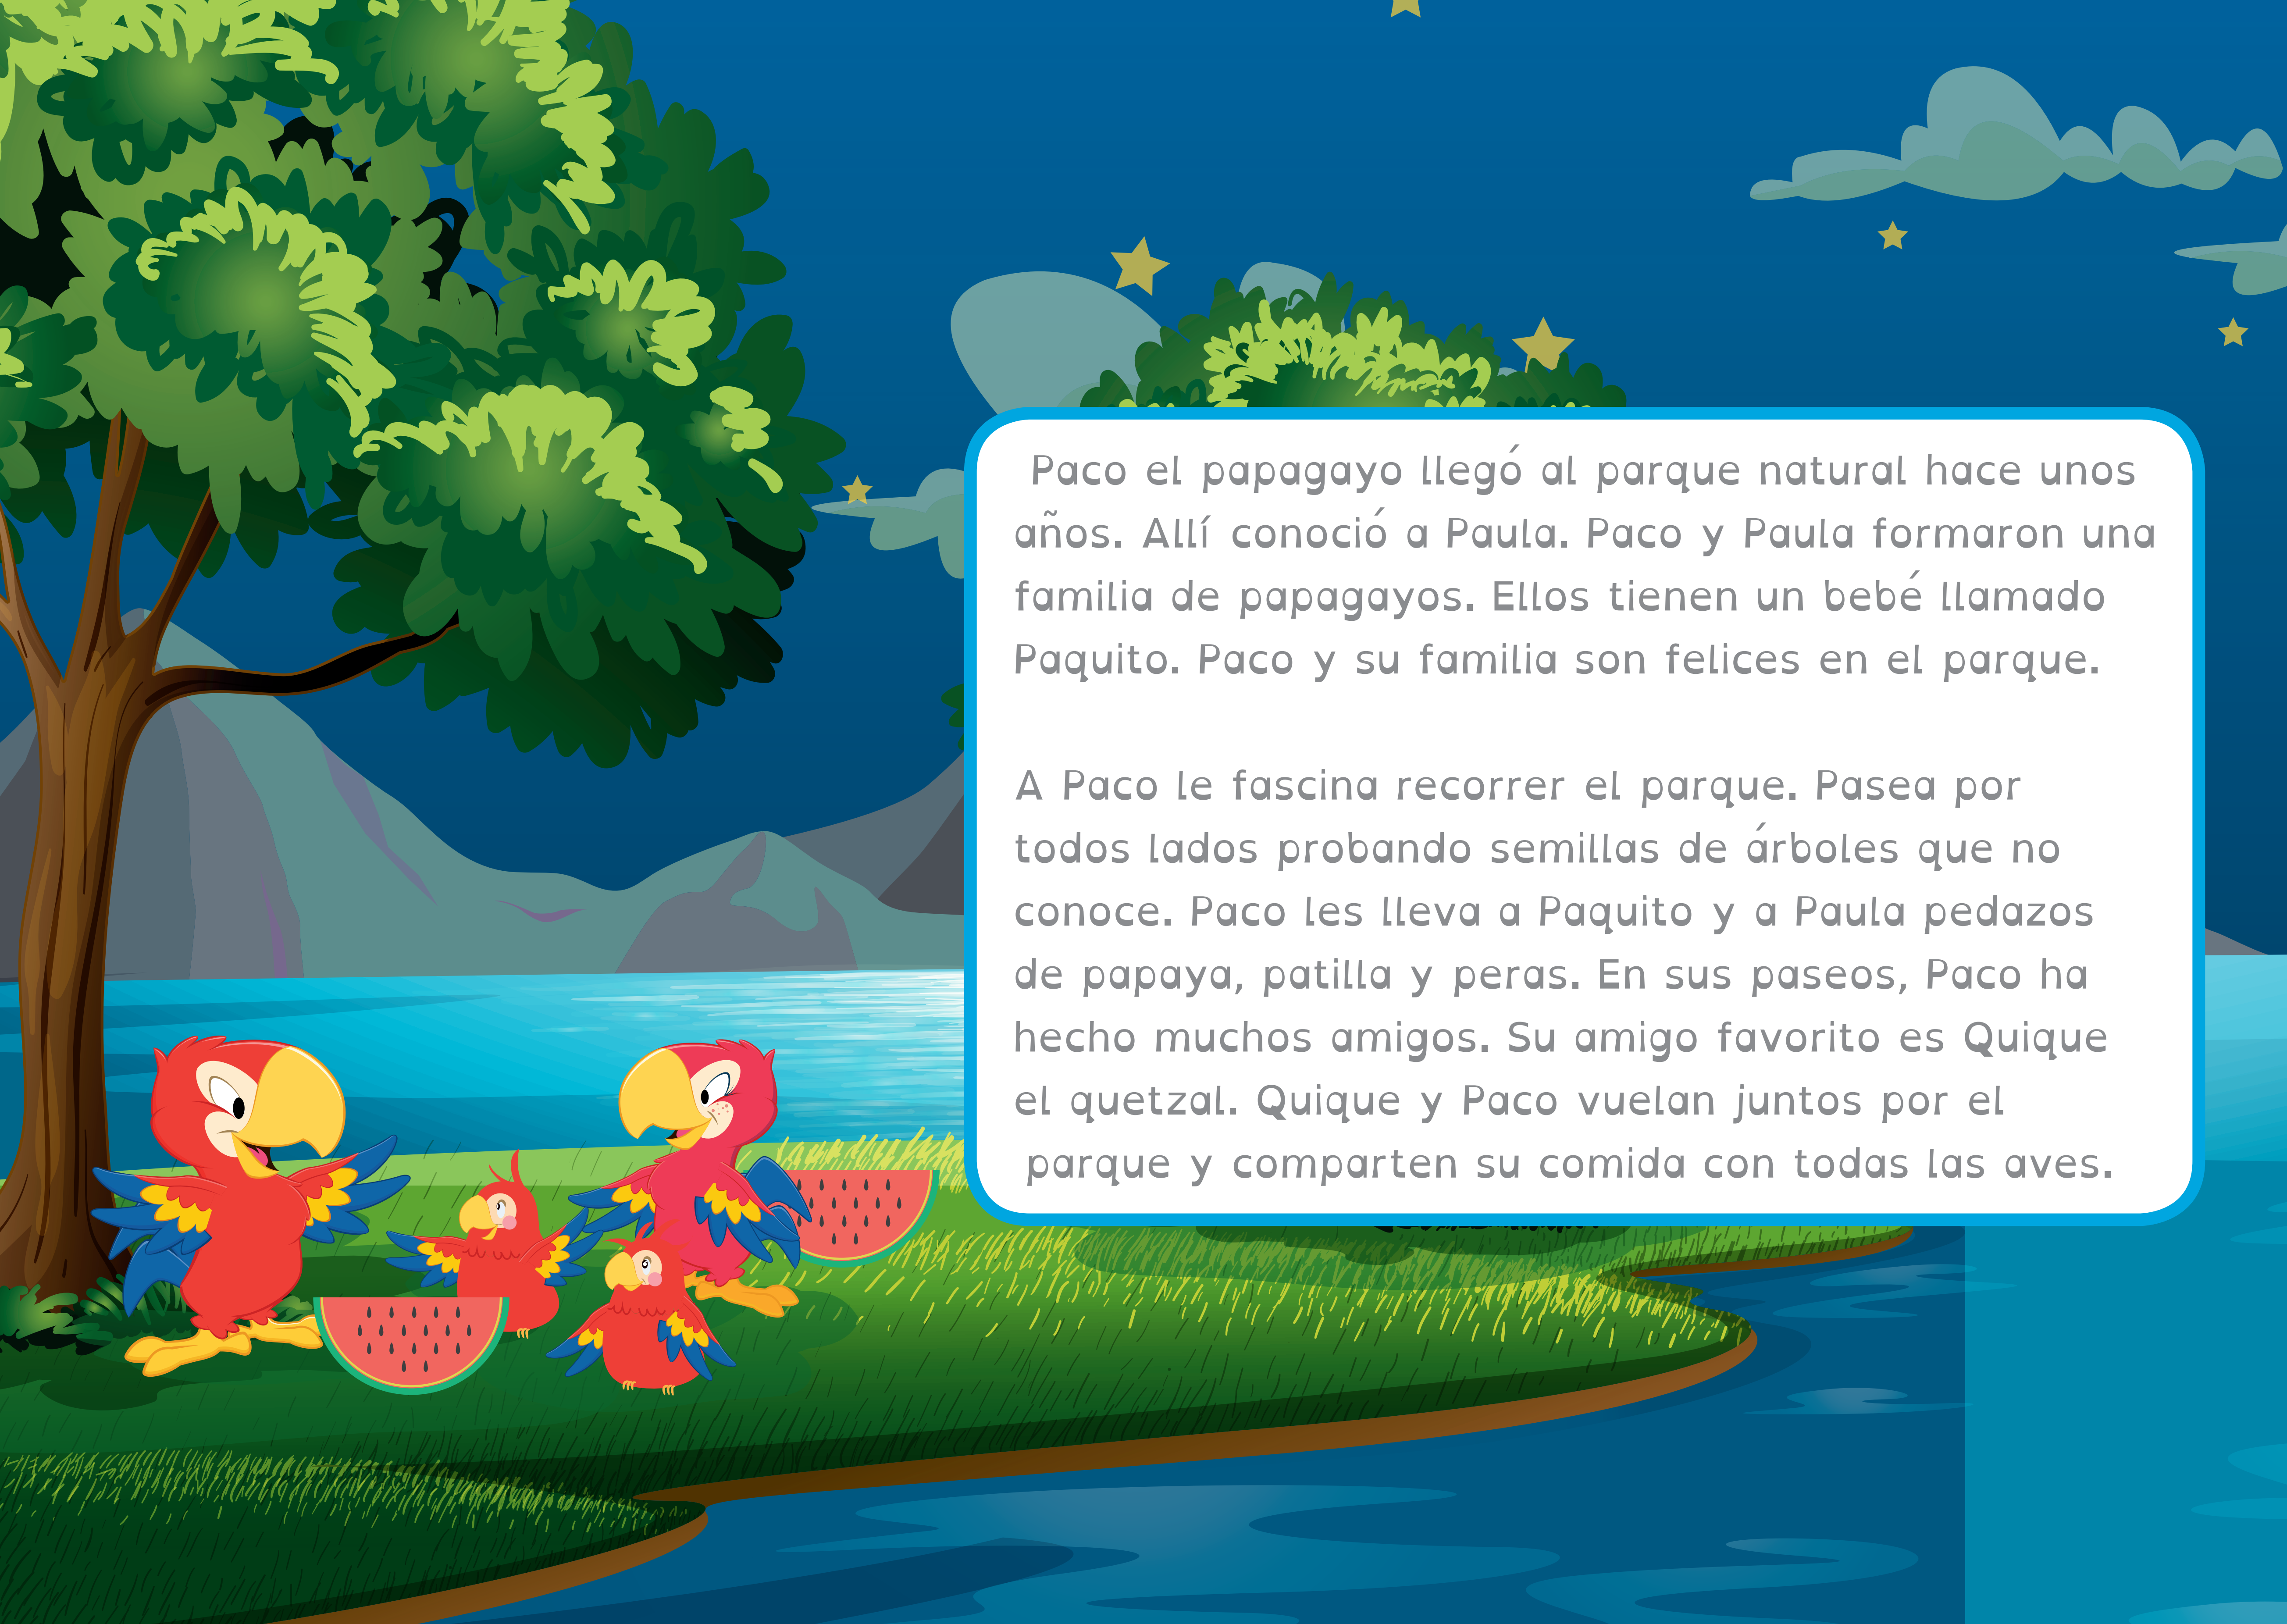 Paco el papagayo llegó al parque natural hace unos
años. Allí conoció a Paula. Paco y Paula formaron una
familia de papagayos. Ellos tienen un bebé llamado
Paquito. Paco y su familia son felices en el parque.
A Paco le fascina recorrer el parque. Pasea por
todos lados probando semillas de árboles que no
conoce. Paco les lleva a Paquito y a Paula pedazos
de papaya, patilla y peras. En sus paseos, Paco ha
hecho muchos amigos. Su amigo favorito es Quique
el quetzal. Quique y Paco vuelan juntos por el
parque y comparten su comida con todas las aves.